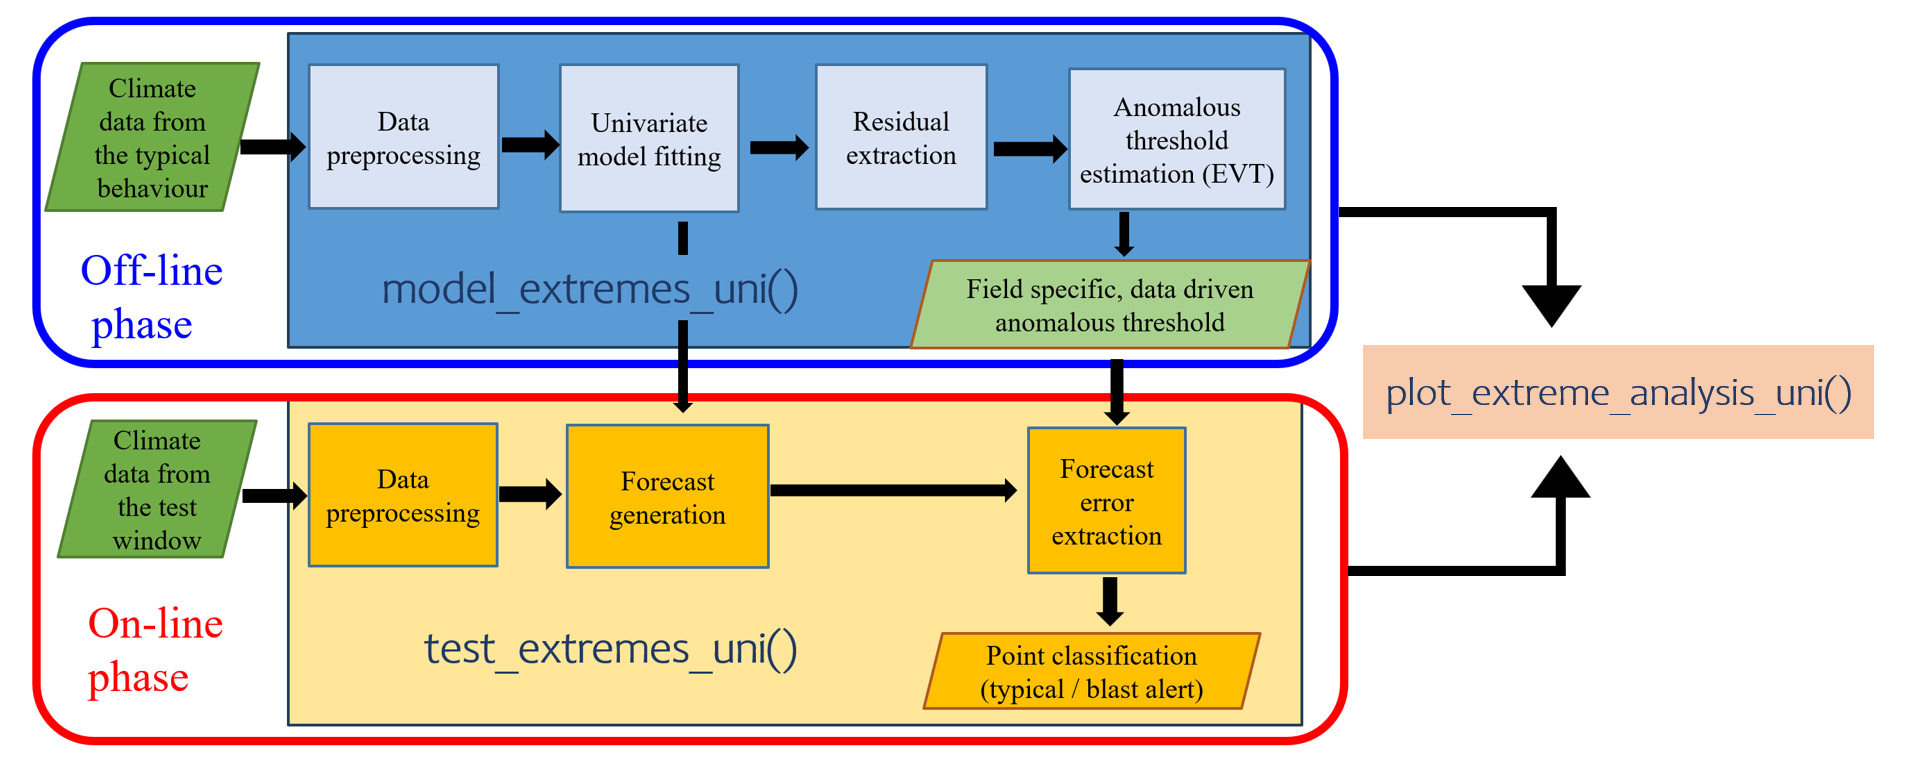 Climate
data from
the typical
behaviour
Data
preprocessing
Univariate
model fitting
Residual
extraction
Anomalous
threshold
estimation (EVT)
Off-line
phase
model_extremes_uni()
Field specific, data driven
anomalous threshold
plot_extreme_analysis_uni()
Climate
data from
the test
window
Data
preprocessing
Forecast
generation
Forecast
error
extraction
On-line
phase
test_extremes_uni()
Point classification
(typical / blast alert)